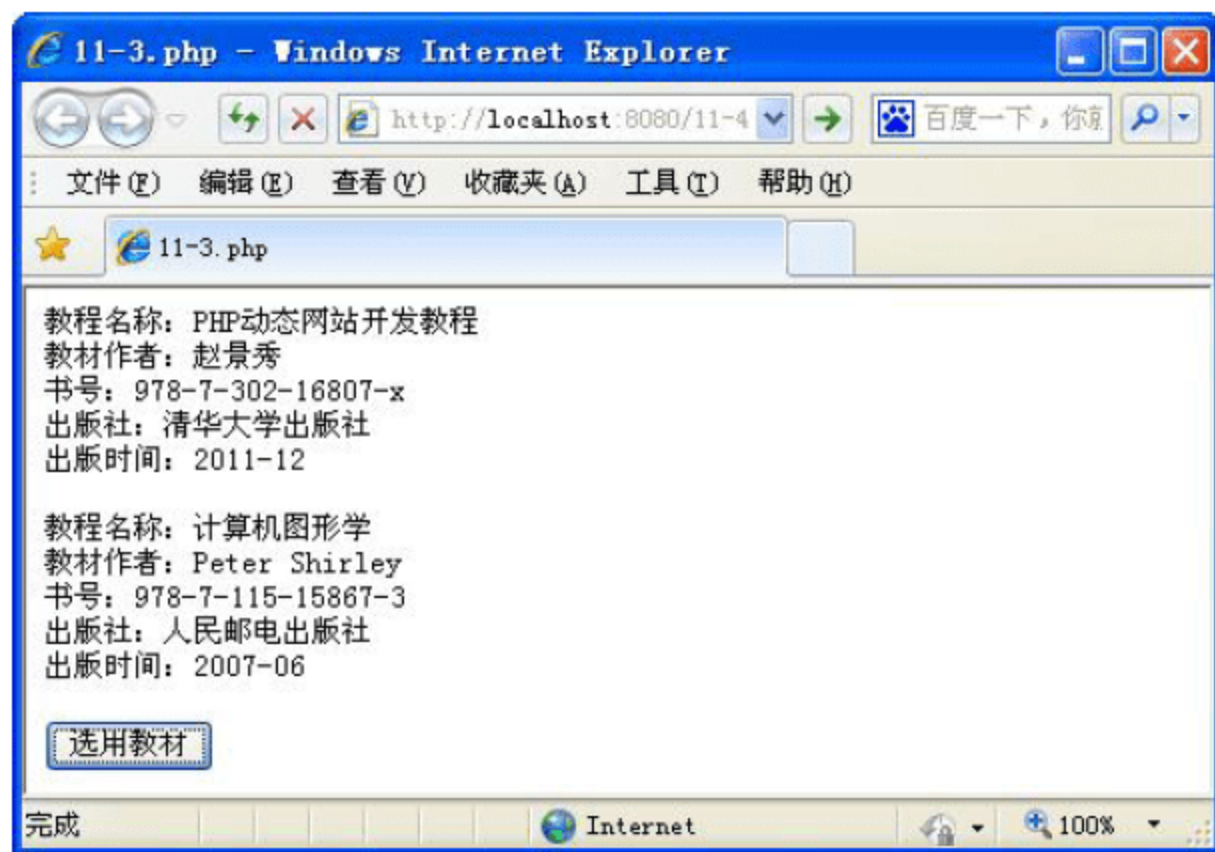 11-3.php - Windows Internet Explorer
http://localhost:8080/11-4
百度一下，你
文件(F) 编辑(E) 查看(V) 收藏夹(A) 工具(T) 帮助(H)
11-3.php
教程名称：PHP动态网站开发教程
教材作者：赵景秀
书号：978-7-302-16807-x
出版社：清华大学出版社
出版时间：2011-12
教程名称：计算机图形学
教材作者：Peter Shirley
书号：978-7-115-15867-3
出版社：人民邮电出版社
出版时间：2007-06
选用教材
完成 Internet 100%